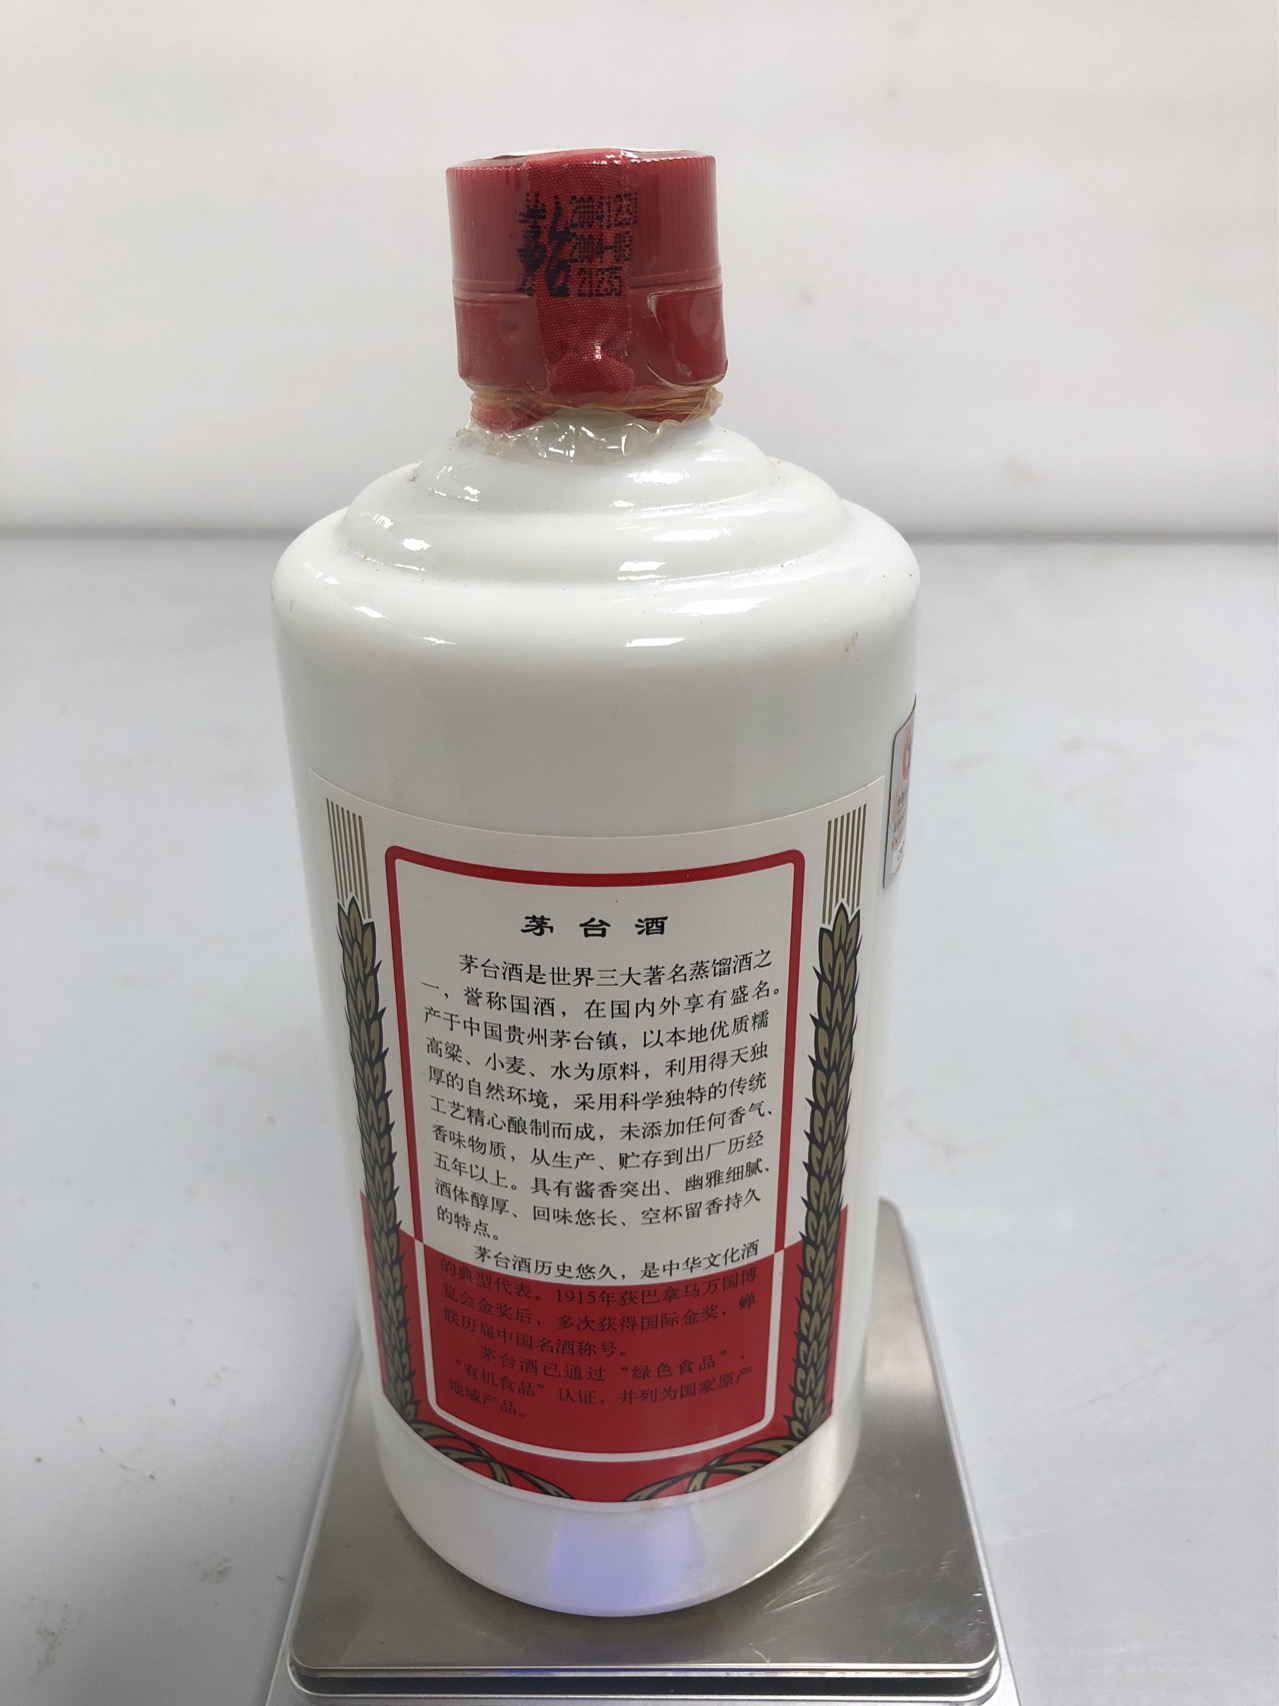 茅台
20041231
2004-03
21235
茅台酒
茅台酒是世界三大著名蒸馏酒之
一，誉称国酒，在国内外享有盛名。
产于中国贵州茅台镇，以本地优质糯
高粱、小麦、水为原料，利用得天独
厚的自然环境，采用科学独特的传统
工艺精心酿制而成，未添加任何香气、
香味物质，从生产、贮存到出厂历经
五年以上。具有酱香突出、幽雅细腻、
酒体醇厚、回味悠长、空杯留香持久
的特点。
茅台酒历史悠久，是中华文化酒
的典型代表。1915年获巴拿马万国博
览会金奖后，多次获得国际金奖，蝉
联历届中国名酒称号。
茅台酒已通过“绿色食品”、
“有机食品”认证，并列为国家原产
地域产品。